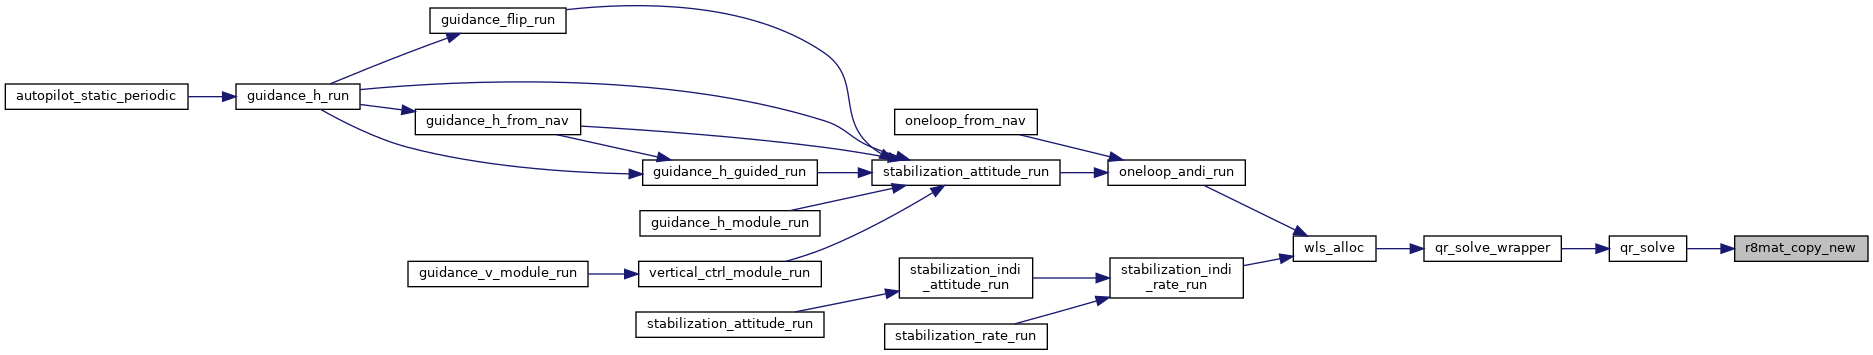 guidance_flip_run
autopilot_static_periodic
guidance_h_run
guidance_h_from_nav
oneloop_from_nav
guidance_h_guided_run
stabilization_attitude_run
oneloop_andi_run
guidance_h_module_run
wls_alloc
qr_solve_wrapper
qr_solve
r8mat_copy_new
guidance_v_module_run
vertical_ctrl_module_run
stabilization_indi
_attitude_run
stabilization_indi
_rate_run
stabilization_attitude_run
stabilization_rate_run